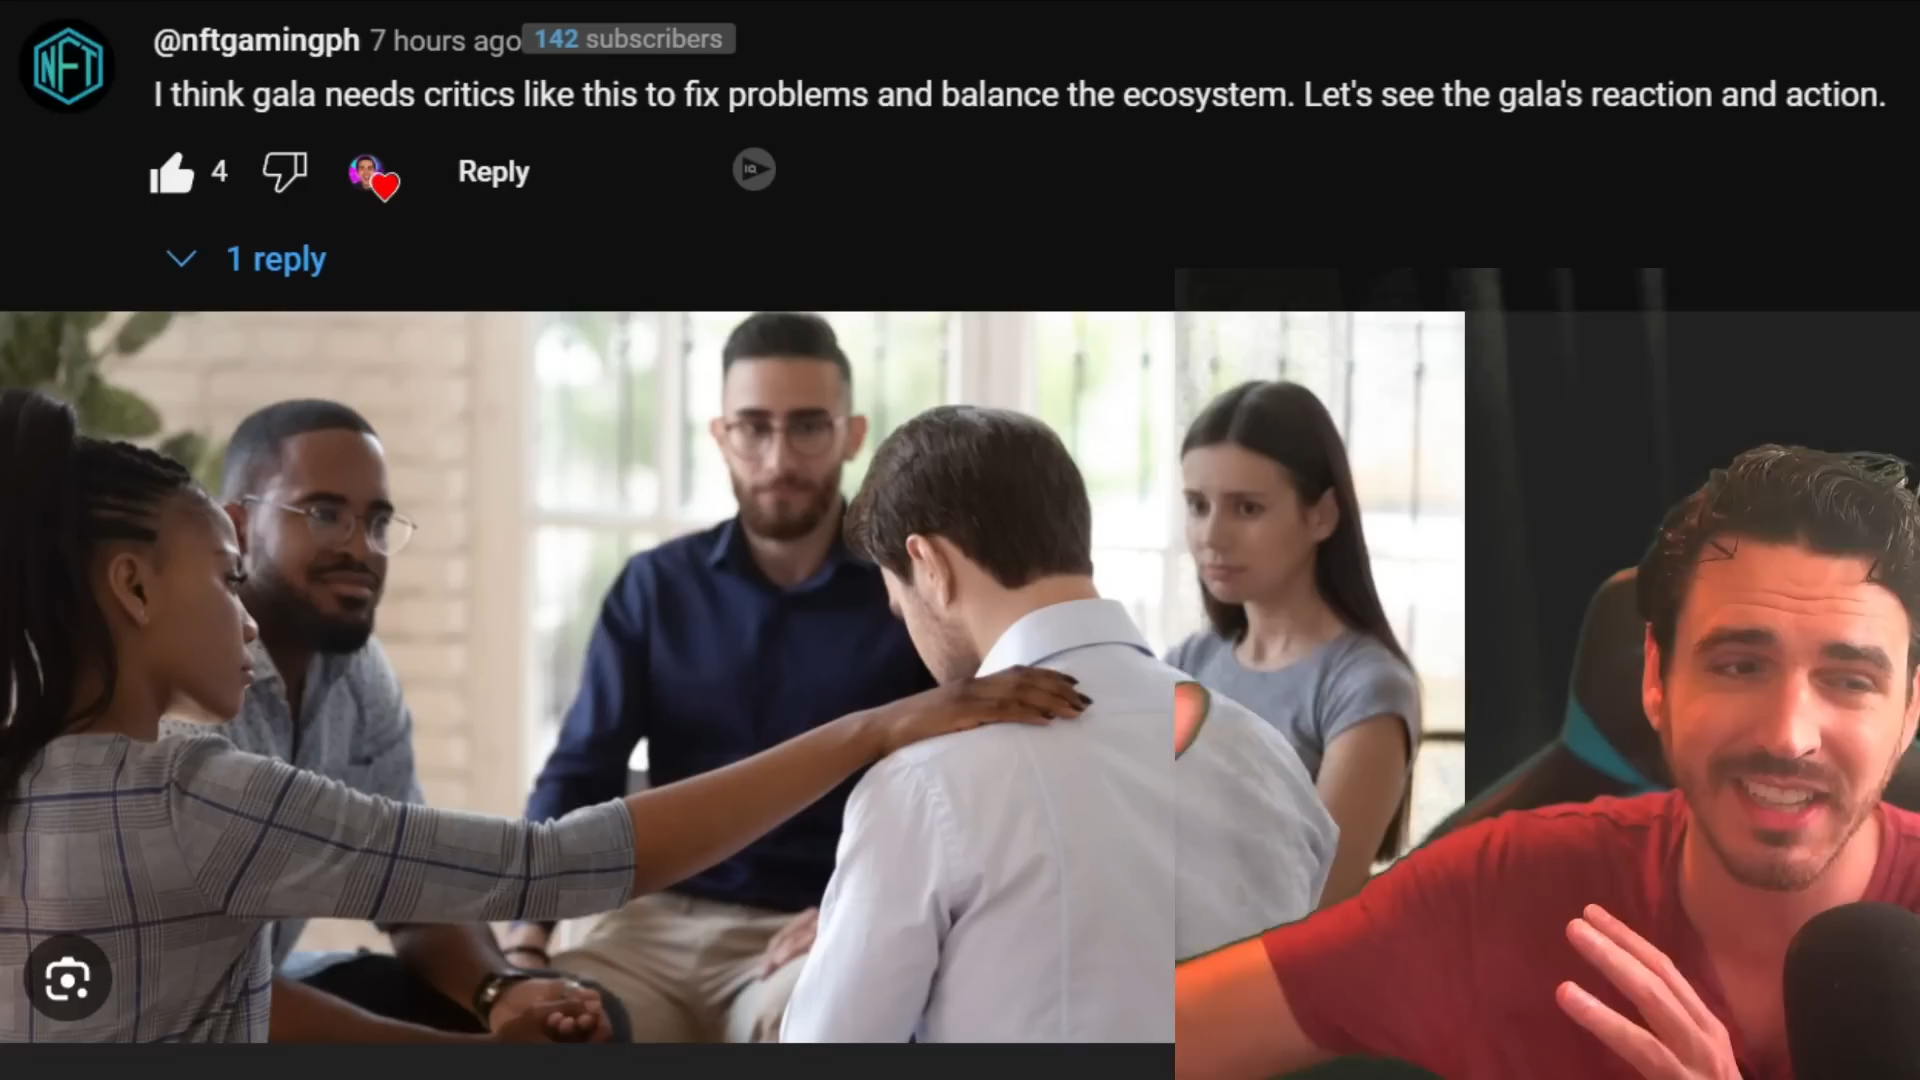 NFT
@nftgamingph 7 hours ago 142 subscribers
I think gala needs critics like this to fix problems and balance the ecosystem. Let's see the gala's reaction and action.
4 Reply IQ
1 reply